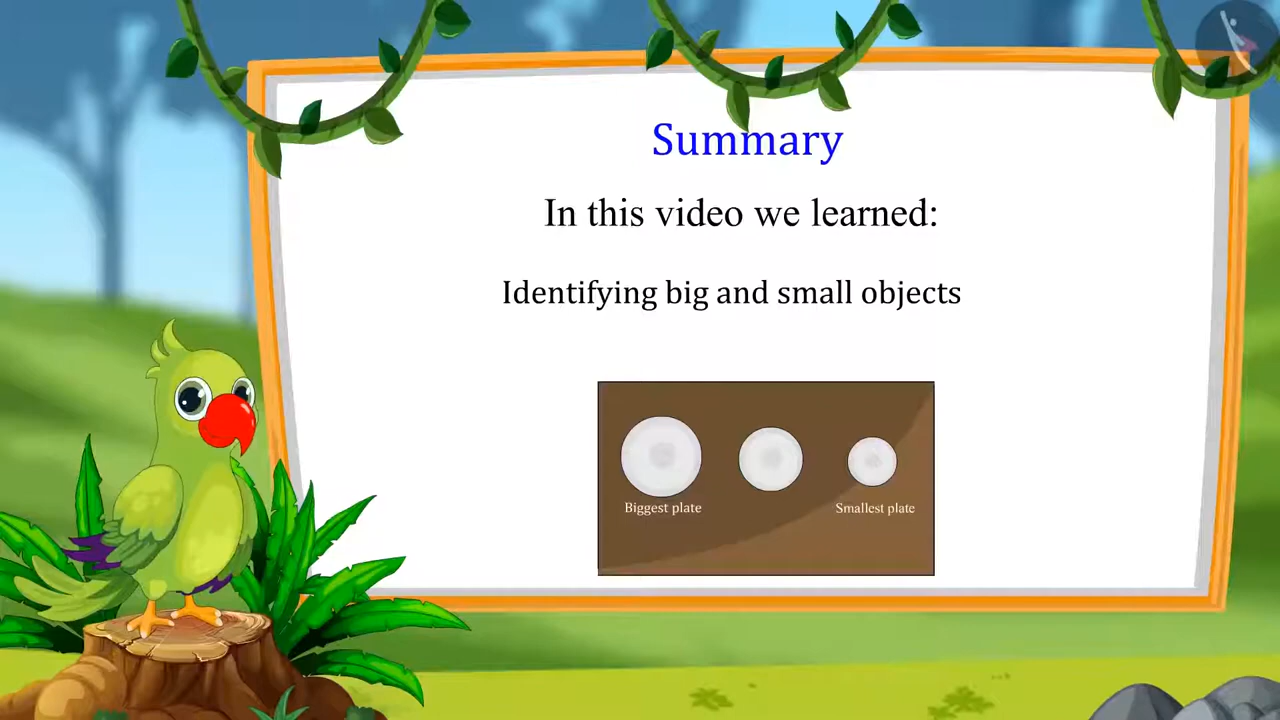 Summary
In this video we learned:
Identifying big and small objects
Biggest plate
Smallest plate